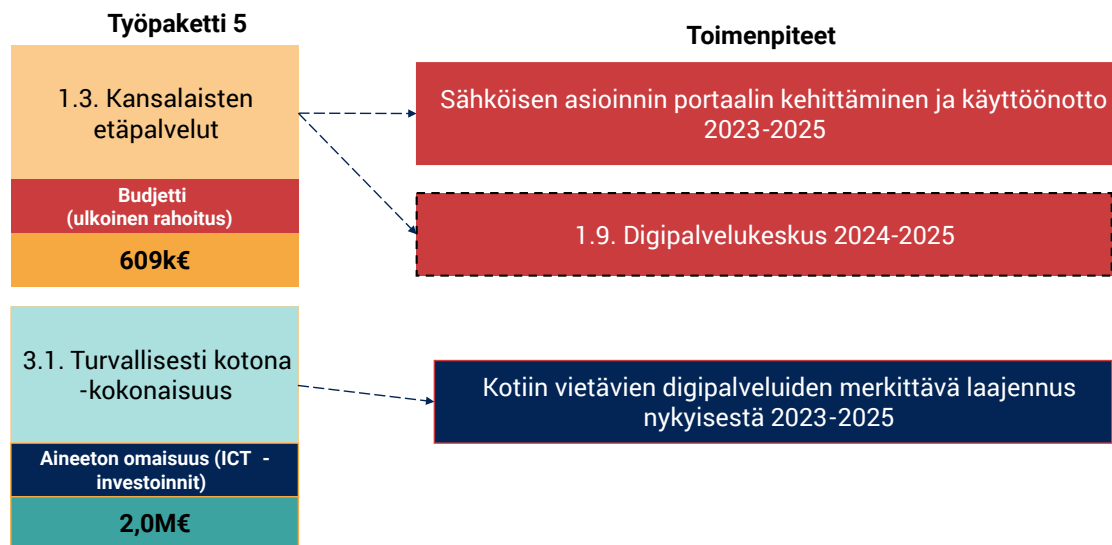 Työpaketti 5
Toimenpiteet
1.3. Kansalaisten
etäpalvelut
Sähköisen asioinnin portaalin kehittäminen ja käyttöönotto
2023-2025
Budjetti
(ulkoinen rahoitus)
609k€
1.9. Digipalvelukeskus 2024-2025
3.1. Turvallisesti kotona
-kokonaisuus
Kotiin vietävien digipalveluiden merkittävä laajennus
nykyisestä 2023-2025
Aineeton omaisuus (ICT -
investoinnit)
2,0M€